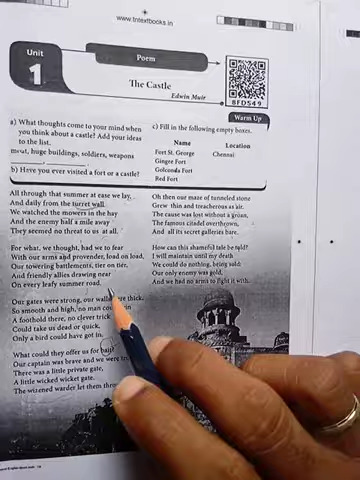 www.tntextbooks.in
Unit
1
Poem
The Castle
Edwin Muir
8FD549
Warm Up
a) What thoughts come to your mind when
you think about a castle? Add your ideas
to the list.
moat, huge buildings, soldiers, weapons
b) Have you ever visited a fort or a castle?
c) Fill in the following empty boxes.
Name Location
Fort St. George Chennai
Gingee Fort
Golconda Fort
Red Fort
All through that summer at ease we lay,
And daily from the turret wall
We watched the mowers in the hay
And the enemy half a mile away
They seemed no threat to us at all.
For what, we thought, had we to fear
With our arms and provender, load on load,
Our towering battlements, tier on tier,
And friendly allies drawing near
On every leafy summer road.
Our gates were strong, our walls were thick,
So smooth and high, no man could win
A foothold there, no clever trick
Could take us dead or quick,
Only a bird could have got in.
What could they offer us for bait?
Our captain was brave and we were
There was a little private gate,
A little wicked wicket gate.
The wizened warder let them
Oh then our maze of tunneled stone
Grew thin and treacherous as air.
The cause was lost without a groan,
The famous citadel overthrown,
And all its secret galleries bare.
How can this shameful tale be told?
I will maintain until my death
We could do nothing, being sold:
Our only enemy was gold,
And we had no arms to fight it with.